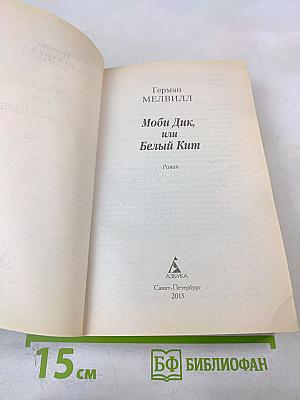 Герман
МЕЛВИЛЛ
Моби Дик,
или
Белый Кит
Роман
АЗБУКА
Санкт-Петербург
2013
15 см
БФ БИБЛИОФАН